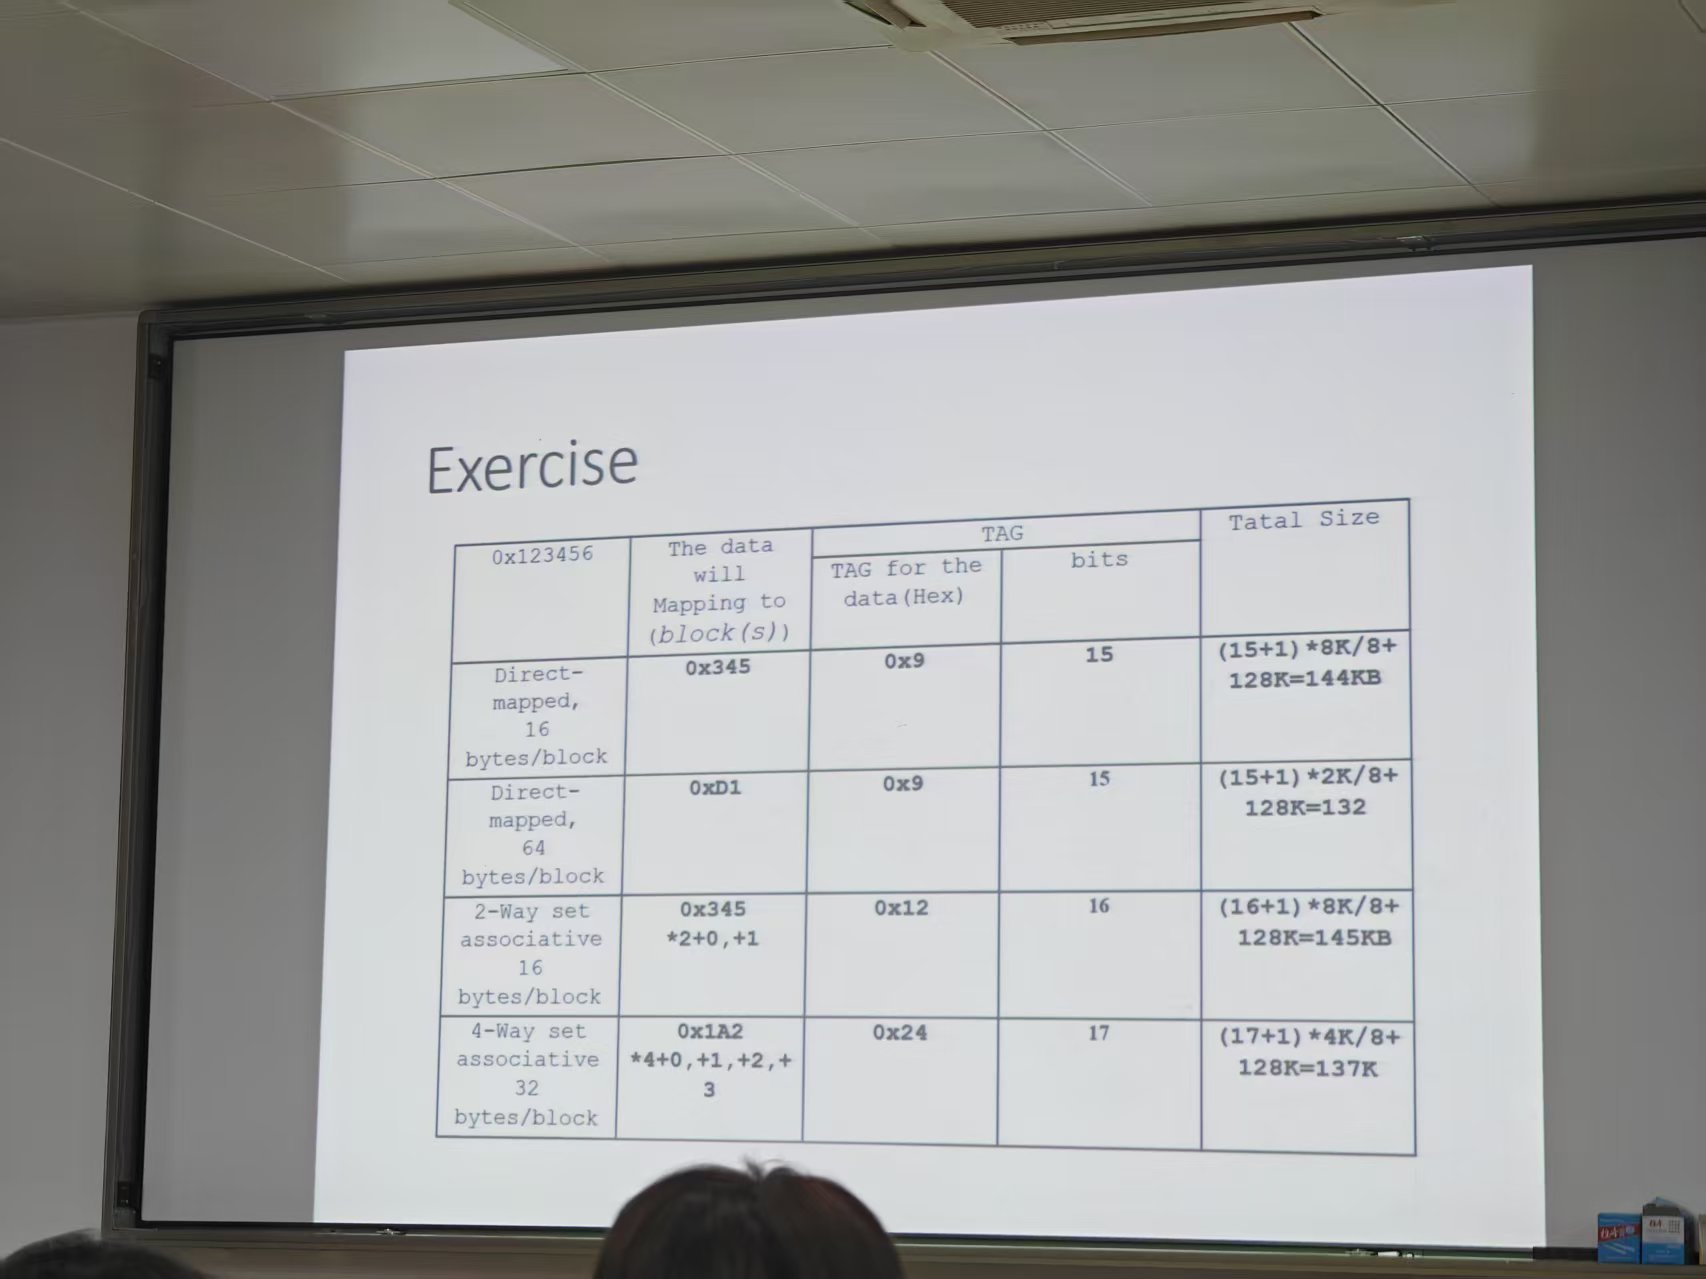 Exercise
0x123456
The data
will
Mapping to
(block(s))
TAG
TAG for the
data(Hex)
bits
Tatal Size
Direct-
mapped,
16
bytes/block
0x345
0x9
15
(15+1)*8K/8+
128K=144KB
Direct-
mapped,
64
bytes/block
0xD1
0x9
15
(15+1)*2K/8+
128K=132
2-Way set
associative
16
bytes/block
0x345
*2+0,+1
0x12
16
(16+1)*8K/8+
128K=145KB
4-Way set
associative
32
bytes/block
0x1A2
*4+0,+1,+2,+
3
0x24
17
(17+1)*4K/8+
128K=137K